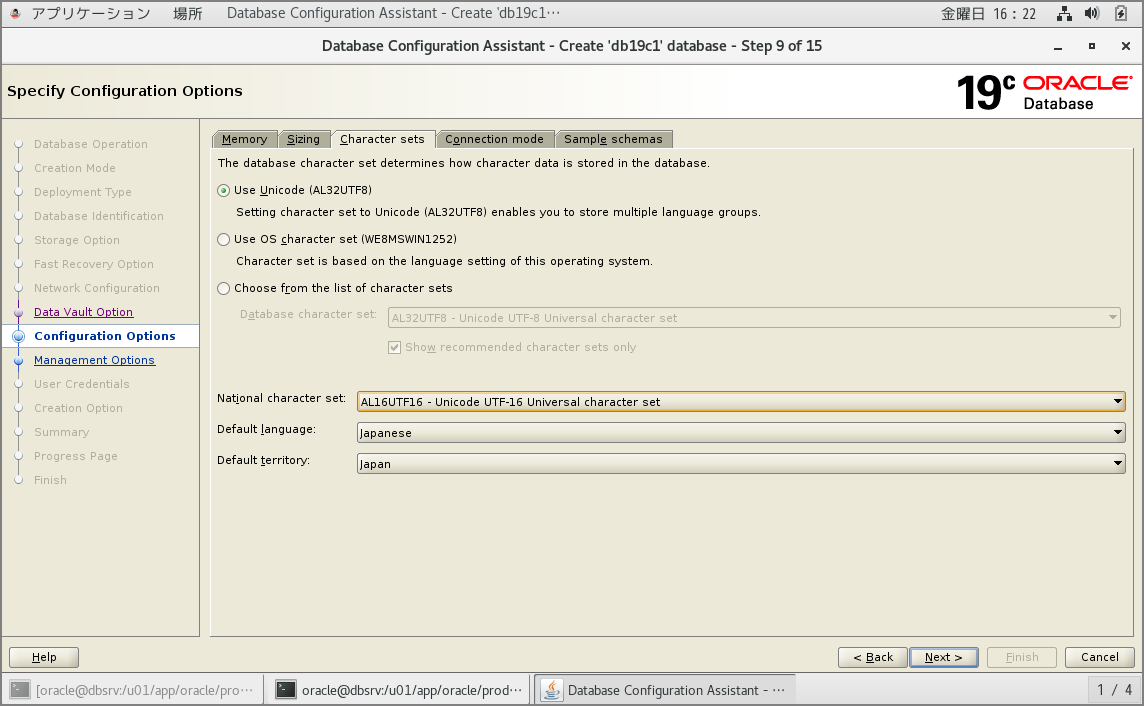 アプリケーション 場所 Database Configuration Assistant - Create 'db19c1… 金曜日 16：22
Database Configuration Assistant - Create 'db19c1' database - Step 9 of 15
Specify Configuration Options
19c ORACLE
Database
Database Operation
Creation Mode
Deployment Type
Database Identification
Storage Option
Fast Recovery Option
Network Configuration
Data Vault Option
Configuration Options
Management Options
User Credentials
Creation Option
Summary
Progress Page
Finish
Memory Sizing Character sets Connection mode Sample schemas
The database character set determines how character data is stored in the database.
Use Unicode (AL32UTF8)
Setting character set to Unicode (AL32UTF8) enables you to store multiple language groups.
Use OS character set (WE8MSWIN1252)
Character set is based on the language setting of this operating system.
Choose from the list of character sets
Database character set: AL32UTF8 - Unicode UTF-8 Universal character set
Show recommended character sets only
National character set: AL16UTF16 - Unicode UTF-16 Universal character set
Default language: Japanese
Default territory: Japan
Help < Back Next > Finish Cancel
[oracle@dbsrv:/u01/app/oracle/pro… oracle@dbsrv:/u01/app/oracle/prod… Database Configuration Assistant - … 1 / 4